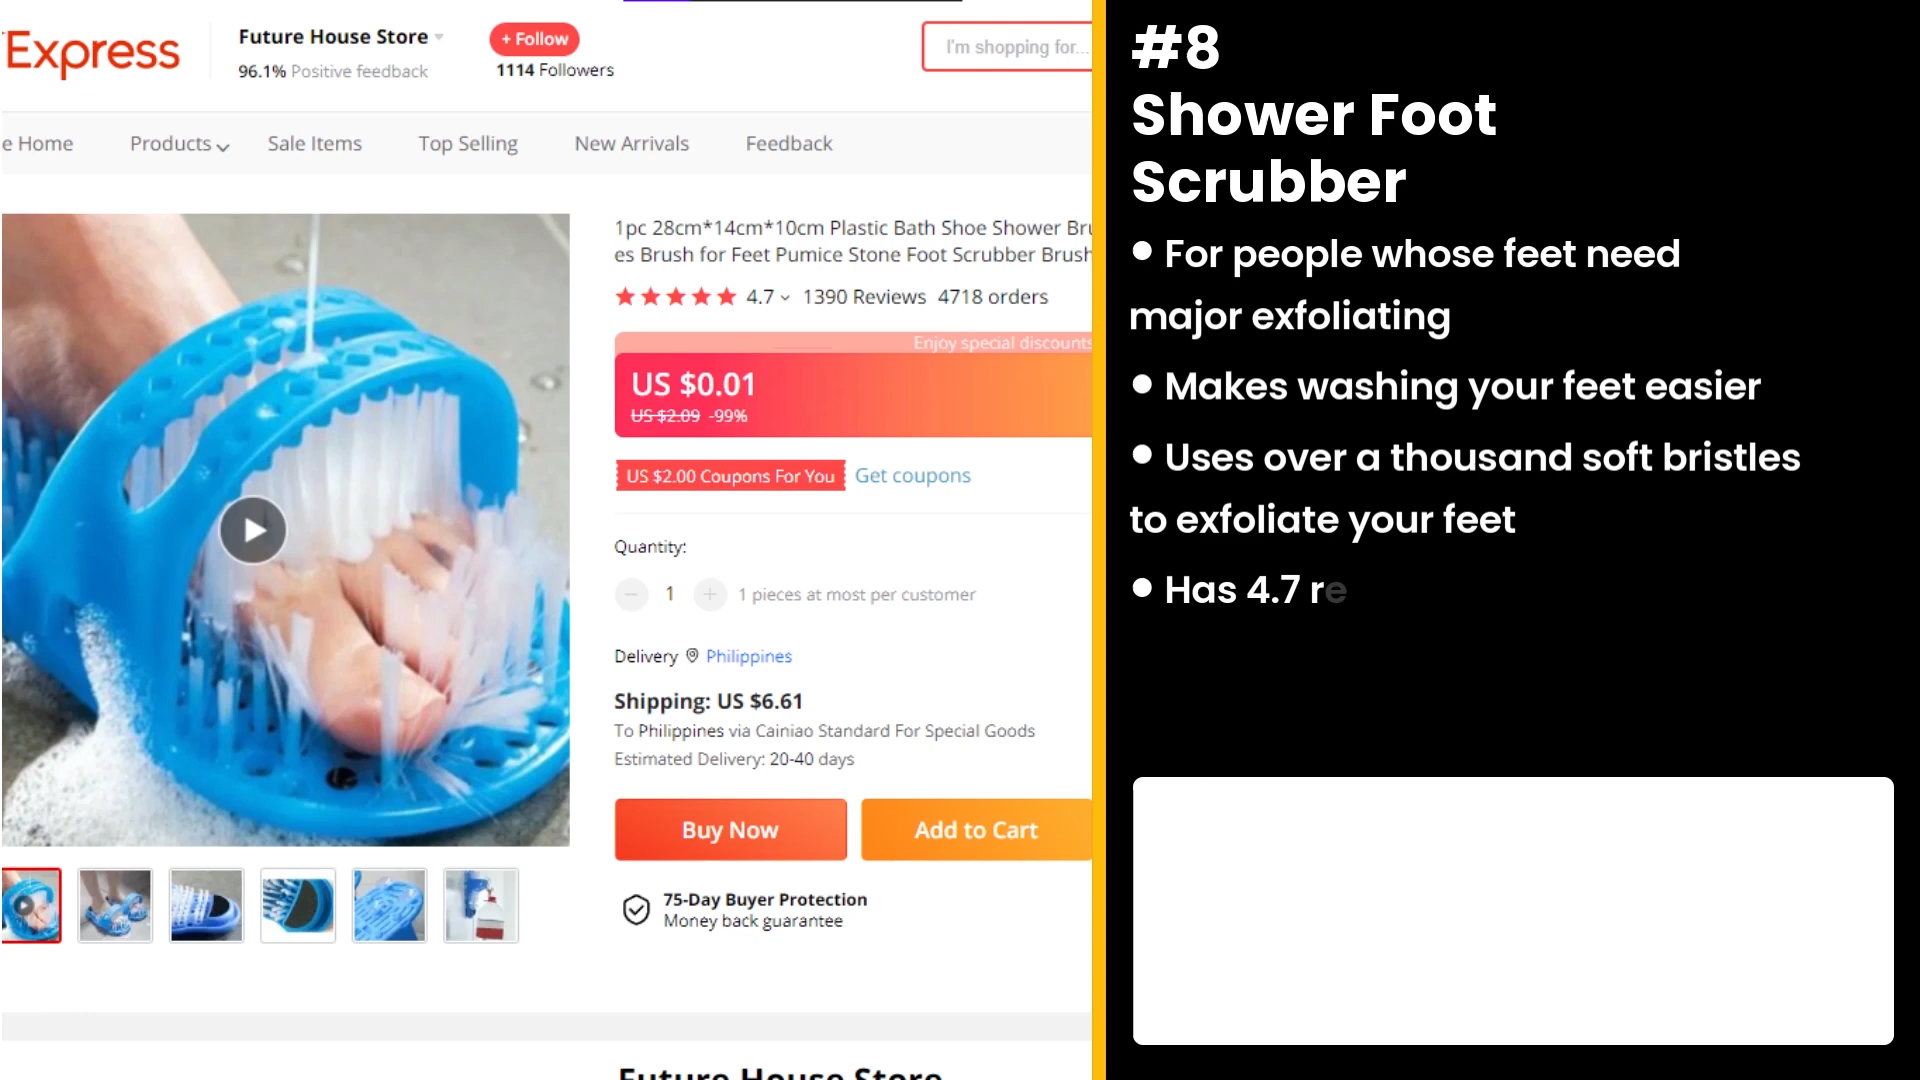 Express
Future House Store
96.1% Positive feedback
+ Follow
1114 Followers
I'm shopping for...
e Home
Products
Sale Items
Top Selling
New Arrivals
Feedback
1pc 28cm*14cm*10cm Plastic Bath Shoe Shower Bru
es Brush for Feet Pumice Stone Foot Scrubber Brush
4.7
1390 Reviews
4718 orders
Enjoy special discounts
US $0.01
US $2.09 -99%
US $2.00 Coupons For You
Get coupons
Quantity:
1
1 pieces at most per customer
Delivery
Philippines
Shipping: US $6.61
To Philippines via Cainiao Standard For Special Goods
Estimated Delivery: 20-40 days
Buy Now
Add to Cart
75-Day Buyer Protection
Money back guarantee
Future House Store
#8
Shower Foot
Scrubber
• For people whose feet need
major exfoliating
• Makes washing your feet easier
• Uses over a thousand soft bristles
to exfoliate your feet
• Has 4.7 re